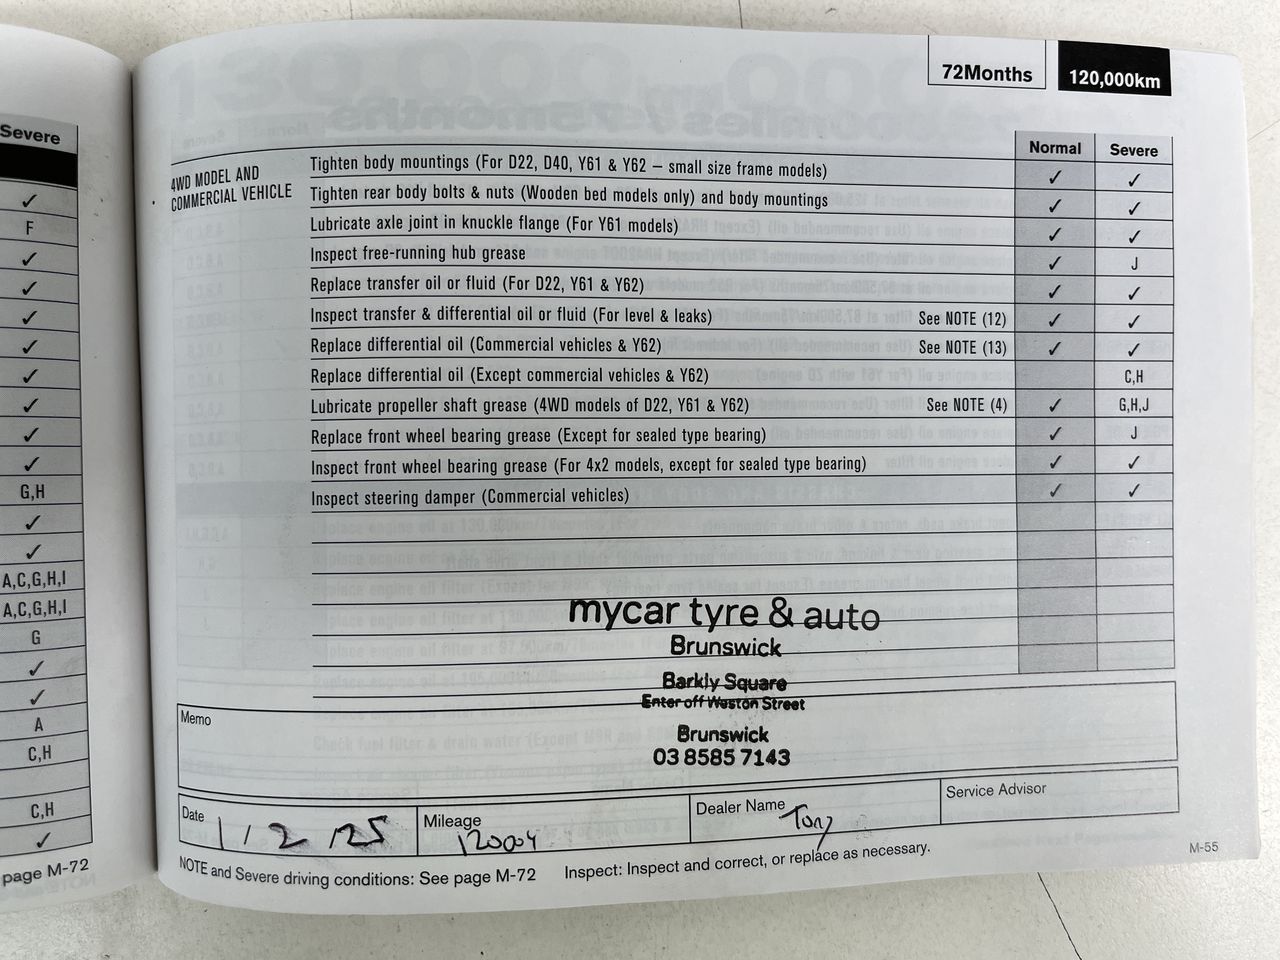 Severe
✓
F
✓
✓
✓
✓
✓
✓
✓
✓
G,H
✓
✓
A,C,G,H,I
A,C,G,H,I
G
✓
✓
A
C,H
C,H
✓
page M-72
72Months 120,000km
Normal Severe
4WD MODEL AND COMMERCIAL VEHICLE
Tighten body mountings (For D22, D40, Y61 & Y62 – small size frame models) ✓ ✓
Tighten rear body bolts & nuts (Wooden bed models only) and body mountings ✓ ✓
Lubricate axle joint in knuckle flange (For Y61 models) ✓ ✓
Inspect free-running hub grease ✓ J
Replace transfer oil or fluid (For D22, Y61 & Y62) ✓ ✓
Inspect transfer & differential oil or fluid (For level & leaks) See NOTE (12) ✓ ✓
Replace differential oil (Commercial vehicles & Y62) See NOTE (13) ✓ ✓
Replace differential oil (Except commercial vehicles & Y62) C,H
Lubricate propeller shaft grease (4WD models of D22, Y61 & Y62) See NOTE (4) ✓ G,H,J
Replace front wheel bearing grease (Except for sealed type bearing) ✓ J
Inspect front wheel bearing grease (For 4x2 models, except for sealed type bearing) ✓ ✓
Inspect steering damper (Commercial vehicles) ✓ ✓
mycar tyre & auto
Brunswick
Barkly Square
Enter off Weston Street
Brunswick
03 8585 7143
Memo
Date 1/2/25 Mileage 120004 Dealer Name Tony Service Advisor
NOTE and Severe driving conditions: See page M-72 Inspect: Inspect and correct, or replace as necessary.
M-55